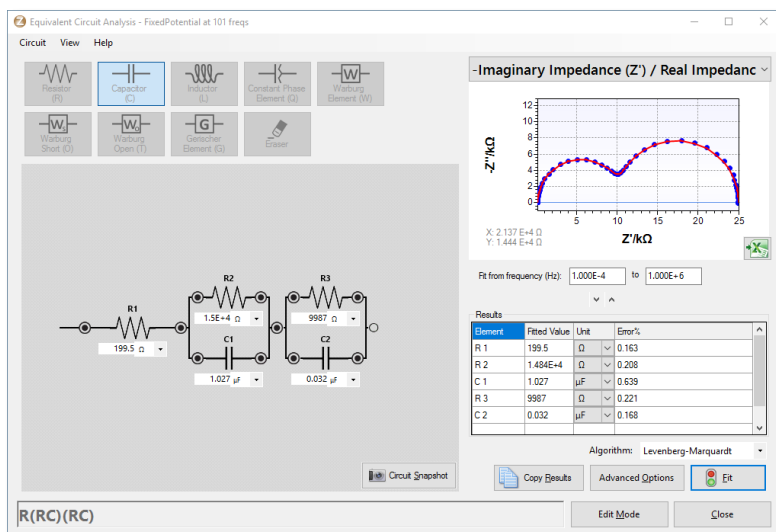 Equivalent Circuit Analysis - FixedPotential at 101 freqs
Circuit View Help
Resistor (R)
Capacitor (C)
Inductor (L)
Constant Phase Element (Q)
Warburg Element (W)
Warburg Short (O)
Warburg Open (T)
Gerischer Element (G)
Eraser
-Imaginary Impedance (Z') / Real Impedanc
-Z''/kΩ
12
10
8
6
4
2
0
5 10 15 20 25
Z'/kΩ
X: 2.137 E+4 Ω
Y: 1.444 E+4 Ω
Fit from frequency (Hz): 1.000E-4 to 1.000E+6
R1
199.5 Ω
R2
1.5E+4 Ω
C1
1.027 µF
R3
9987 Ω
C2
0.032 µF
Results
Element Fitted Value Unit Error%
R 1 199.5 Ω 0.163
R 2 1.484E+4 Ω 0.208
C 1 1.027 µF 0.639
R 3 9987 Ω 0.221
C 2 0.032 µF 0.168
Algorithm: Levenberg-Marquardt
Circuit Snapshot
Copy Results
Advanced Options
Fit
R(RC)(RC)
Edit Mode
Close